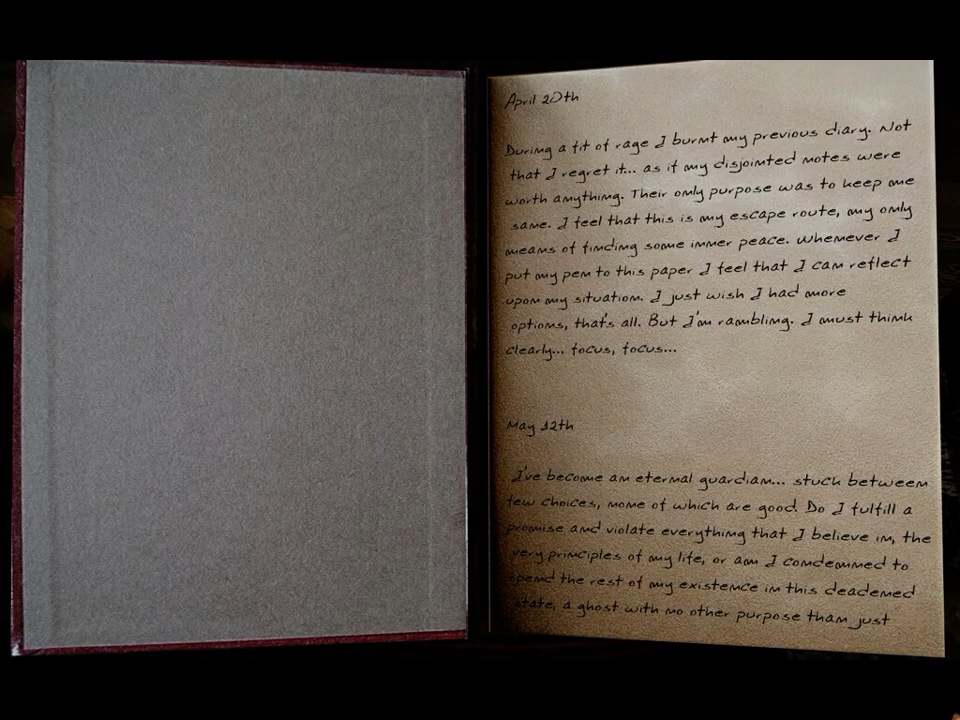 April 20th
During a fit of rage I burnt my previous diary. Not
that I regret it... as if my disjointed notes were
worth anything. Their only purpose was to keep me
sane. I feel that this is my escape route, my only
means of finding some inner peace. Whenever I
put my pen to this paper I feel that I can reflect
upon my situation. I just wish I had more
options, that's all. But I'm rambling. I must think
clearly... focus, focus...
May 12th
I've become an eternal guardian... stuck between
few choices, none of which are good. Do I fulfill a
promise and violate everything that I believe in, the
very principles of my life, or am I condemned to
spend the rest of my existence in this deadened
state, a ghost with no other purpose than just